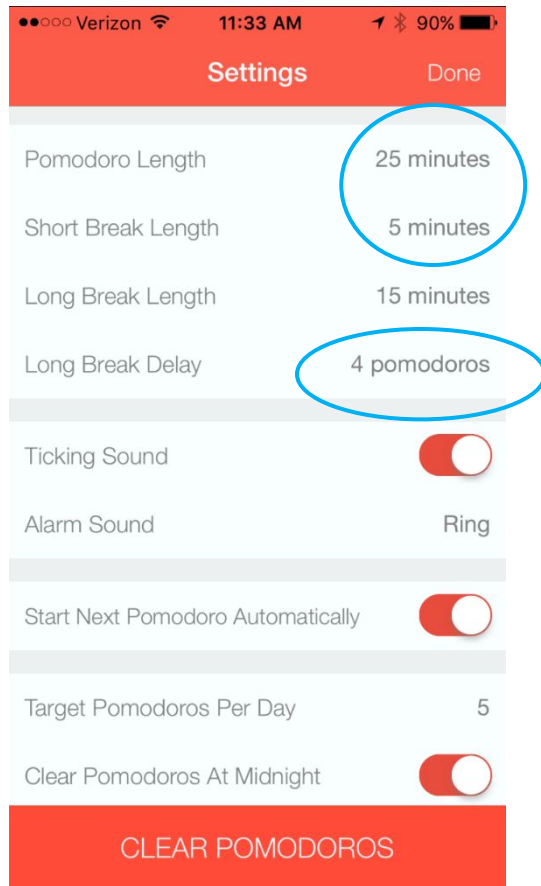 Verizon 11:33 AM 90%
Settings Done
Pomodoro Length 25 minutes
Short Break Length 5 minutes
Long Break Length 15 minutes
Long Break Delay 4 pomodoros
Ticking Sound
Alarm Sound Ring
Start Next Pomodoro Automatically
Target Pomodoros Per Day 5
Clear Pomodoros At Midnight
CLEAR POMODOROS